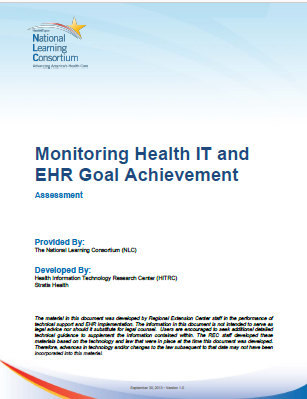 National
Learning
Consortium
Advancing America's Health Care
Monitoring Health IT and
EHR Goal Achievement
Assessment
Provided By:
The National Learning Consortium (NLC)
Developed By:
Health Information Technology Research Center (HITRC)
Stratis Health
The material in this document was developed by Regional Extension Center staff in the performance of
technical support and EHR implementation. The information in this document is not intended to serve as
legal advice nor should it substitute for legal counsel. Users are encouraged to seek additional detailed
technical guidance to supplement the information contained within. The REC staff developed these
materials based on the technology and law that were in place at the time this document was developed.
Therefore, advances in technology and/or changes to the law subsequent to that date may not have been
incorporated into this material.
September 30, 2013 • Version 1.0